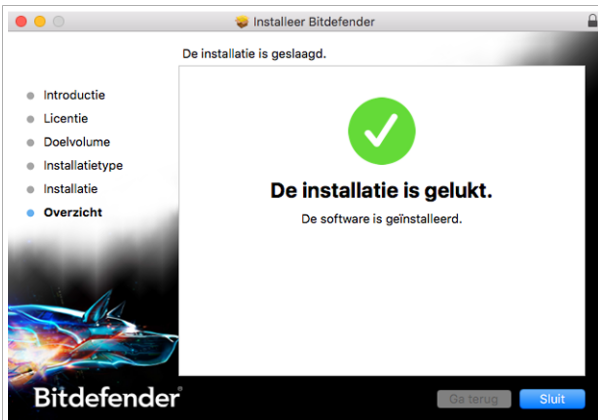 Installeer Bitdefender
De installatie is geslaagd.
Introductie
Licentie
Doelvolume
Installatietype
Installatie
Overzicht
De installatie is gelukt.
De software is geïnstalleerd.
Bitdefender
Ga terug
Sluit